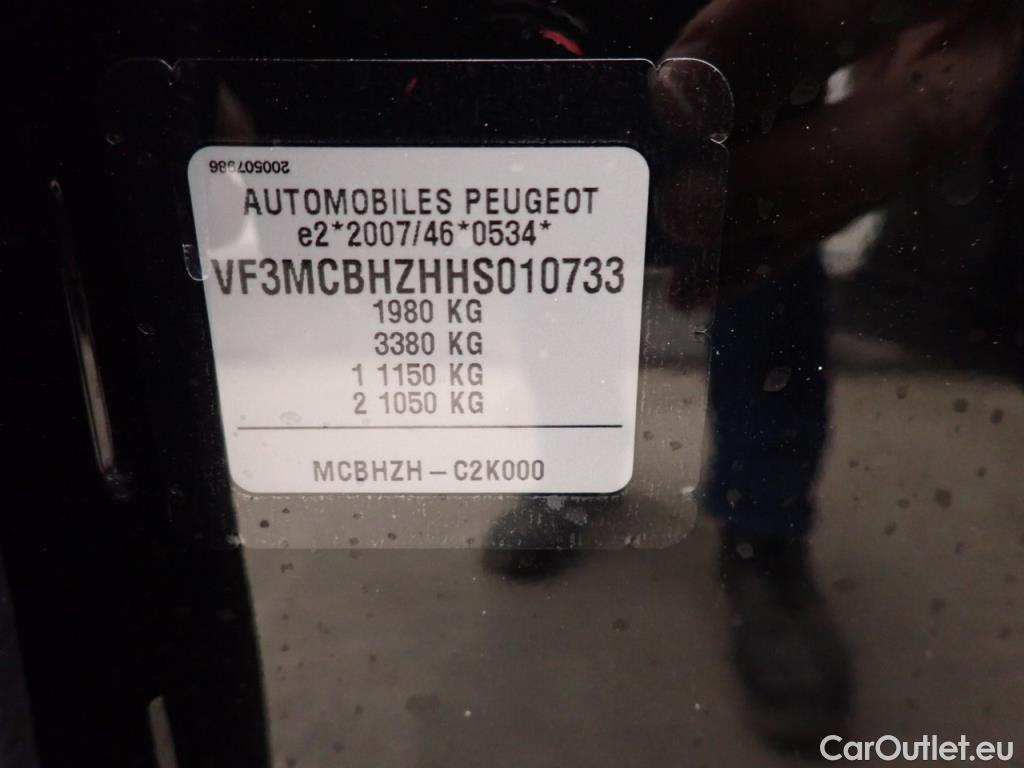 200507986
AUTOMOBILES PEUGEOT
e2*2007/46*0534*
VF3MCBHZHHS010733
1980 KG
3380 KG
1 1150 KG
2 1050 KG
MCBHZH – C2K000
CarOutlet.eu